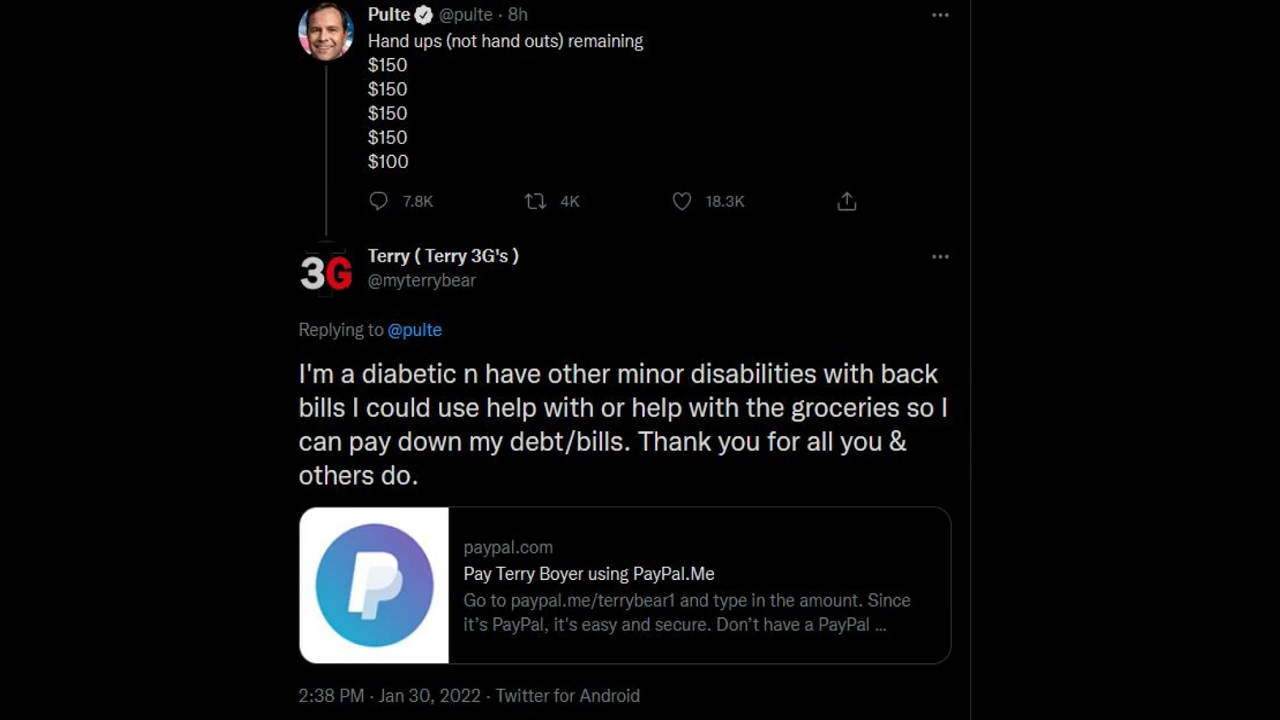 Pulte @pulte · 8h
Hand ups (not hand outs) remaining
$150
$150
$150
$150
$100
7.8K 4K 18.3K
3G
Terry ( Terry 3G's )
@myterrybear
Replying to @pulte
I'm a diabetic n have other minor disabilities with back
bills I could use help with or help with the groceries so I
can pay down my debt/bills. Thank you for all you &
others do.
paypal.com
Pay Terry Boyer using PayPal.Me
Go to paypal.me/terrybear1 and type in the amount. Since
it's PayPal, it's easy and secure. Don't have a PayPal ...
2:38 PM · Jan 30, 2022 · Twitter for Android